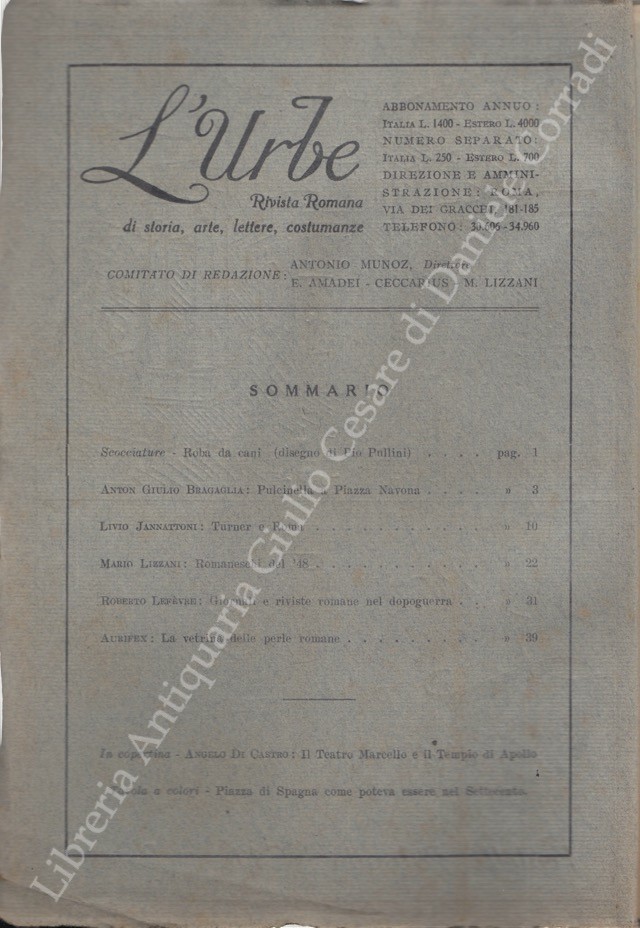 L'Urbe
Rivista Romana
di storia, arte, lettere, costumanze
ABBONAMENTO ANNUO:
ITALIA L. 1400 - ESTERO L. 4000
NUMERO SEPARATO:
ITALIA L. 250 - ESTERO L. 700
DIREZIONE E AMMINI-
STRAZIONE: ROMA,
VIA DEI GRACCHI, 181-185
TELEFONO: 34.960
COMITATO DI REDAZIONE:
ANTONIO MUNOZ, Direttore
E. AMADEI - CECCARIUS - M. LIZZANI
SOMMARIO
Scocciature - Roba da cani (disegno di Pio Pullini) . . . . pag. 1
ANTON GIULIO BRAGAGLIA: Pulcinella a Piazza Navona . . . . » 3
LIVIO JANNATTONI: Turner e Roma . . . . . . . . . . » 10
MARIO LIZZANI: Romaneschi del '48 . . . . . . . . . . . » 22
ROBERTO LEFÈVRE: Giornali e riviste romane nel dopoguerra . . » 31
AURIFEX: La vetrina delle perle romane . . . . . . . . . » 39
In copertina - ANGELO DI CASTRO: Il Teatro Marcello e il Tempio di Apollo
Tavola a colori - Piazza di Spagna come poteva essere nel Settecento.
Libreria Antiquaria Giulio Cesare di Daniele Corradi